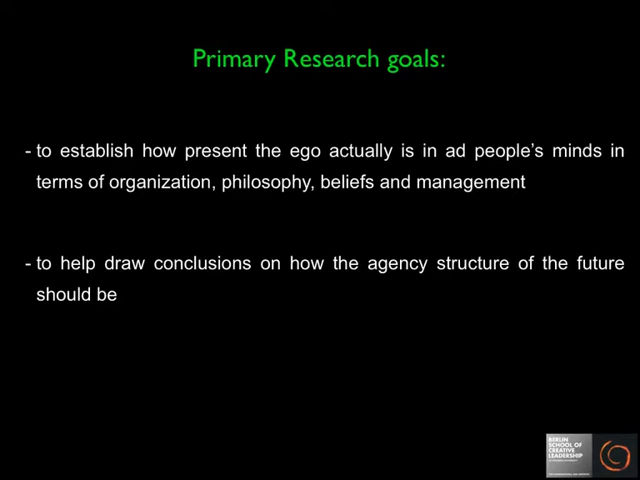 Primary Research goals:
- to establish how present the ego actually is in ad people's minds in
terms of organization, philosophy, beliefs and management
- to help draw conclusions on how the agency structure of the future
should be
BERLIN
SCHOOL OF
CREATIVE
LEADERSHIP